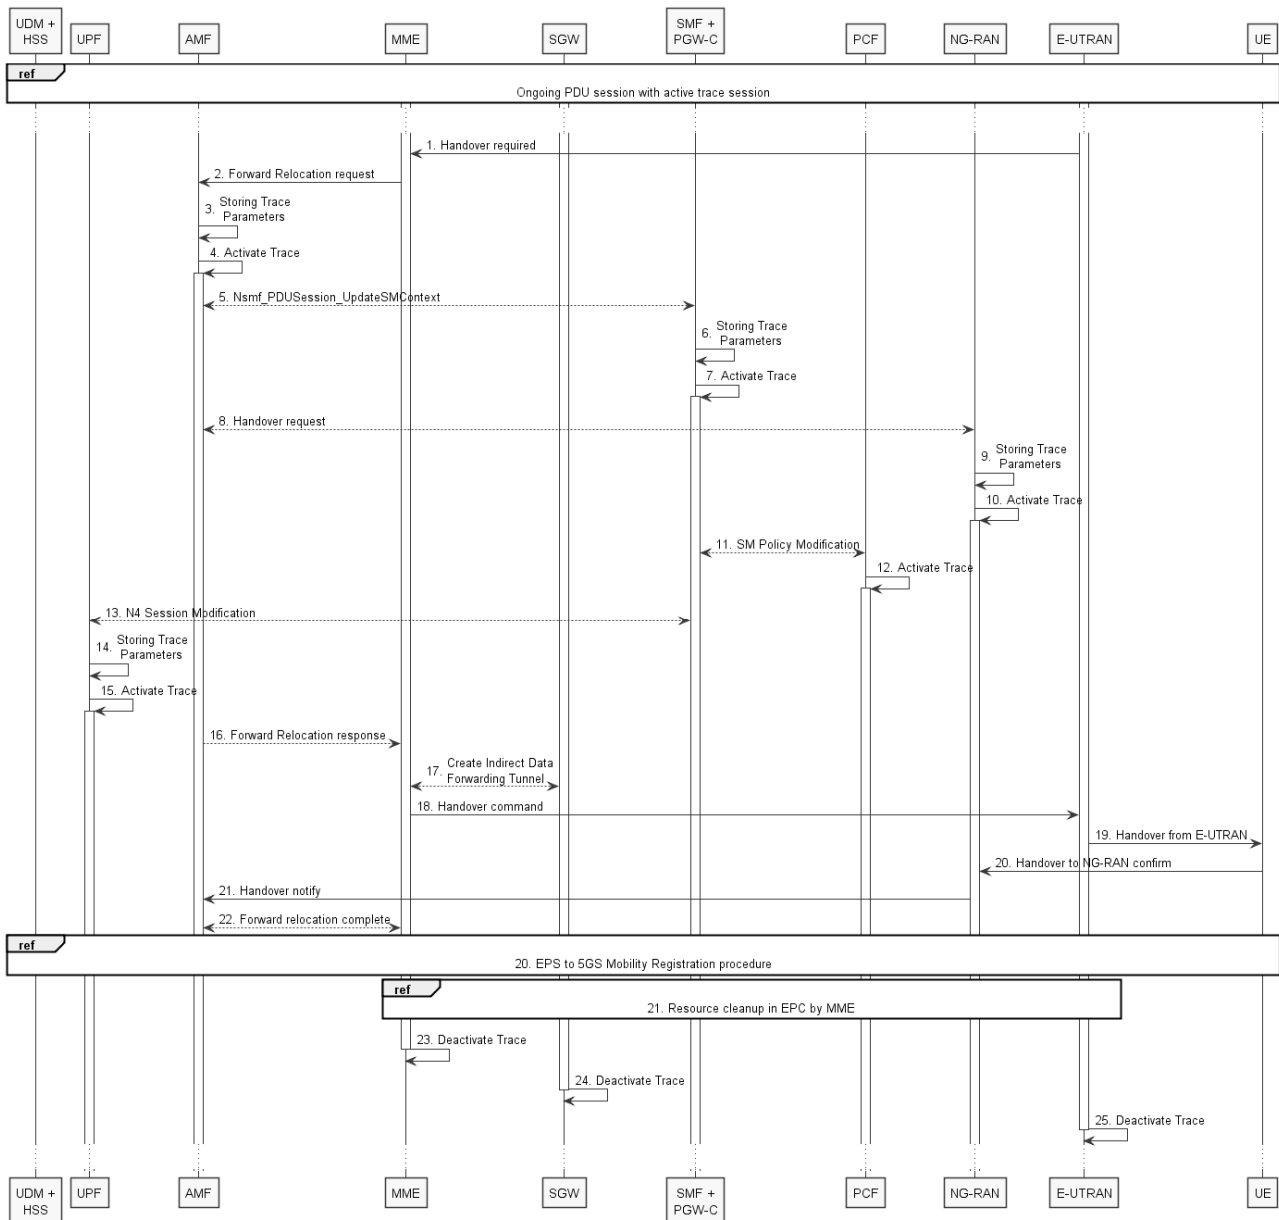 UDM +
HSS
UPF
AMF
MME
SGW
SMF +
PGW-C
PCF
NG-RAN
E-UTRAN
UE
ref
Ongoing PDU session with active trace session
1. Handover required
2. Forward Relocation request
3. Storing Trace
Parameters
4. Activate Trace
5. Nsmf_PDUSession_UpdateSMContext
6. Storing Trace
Parameters
7. Activate Trace
8. Handover request
9. Storing Trace
Parameters
10. Activate Trace
11. SM Policy Modification
12. Activate Trace
13. N4 Session Modification
14. Storing Trace
Parameters
15. Activate Trace
16. Forward Relocation response
17. Create Indirect Data
Forwarding Tunnel
18. Handover command
19. Handover from E-UTRAN
20. Handover to NG-RAN confirm
21. Handover notify
22. Forward relocation complete
ref
20. EPS to 5GS Mobility Registration procedure
ref
21. Resource cleanup in EPC by MME
23. Deactivate Trace
24. Deactivate Trace
25. Deactivate Trace
UDM +
HSS
UPF
AMF
MME
SGW
SMF +
PGW-C
PCF
NG-RAN
E-UTRAN
UE